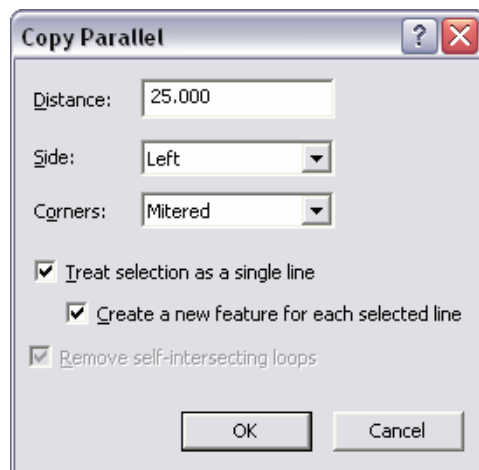 Copy Parallel
Distance: 25.000
Side: Left
Corners: Mitered
Treat selection as a single line
Create a new feature for each selected line
Remove self-intersecting loops
OK Cancel